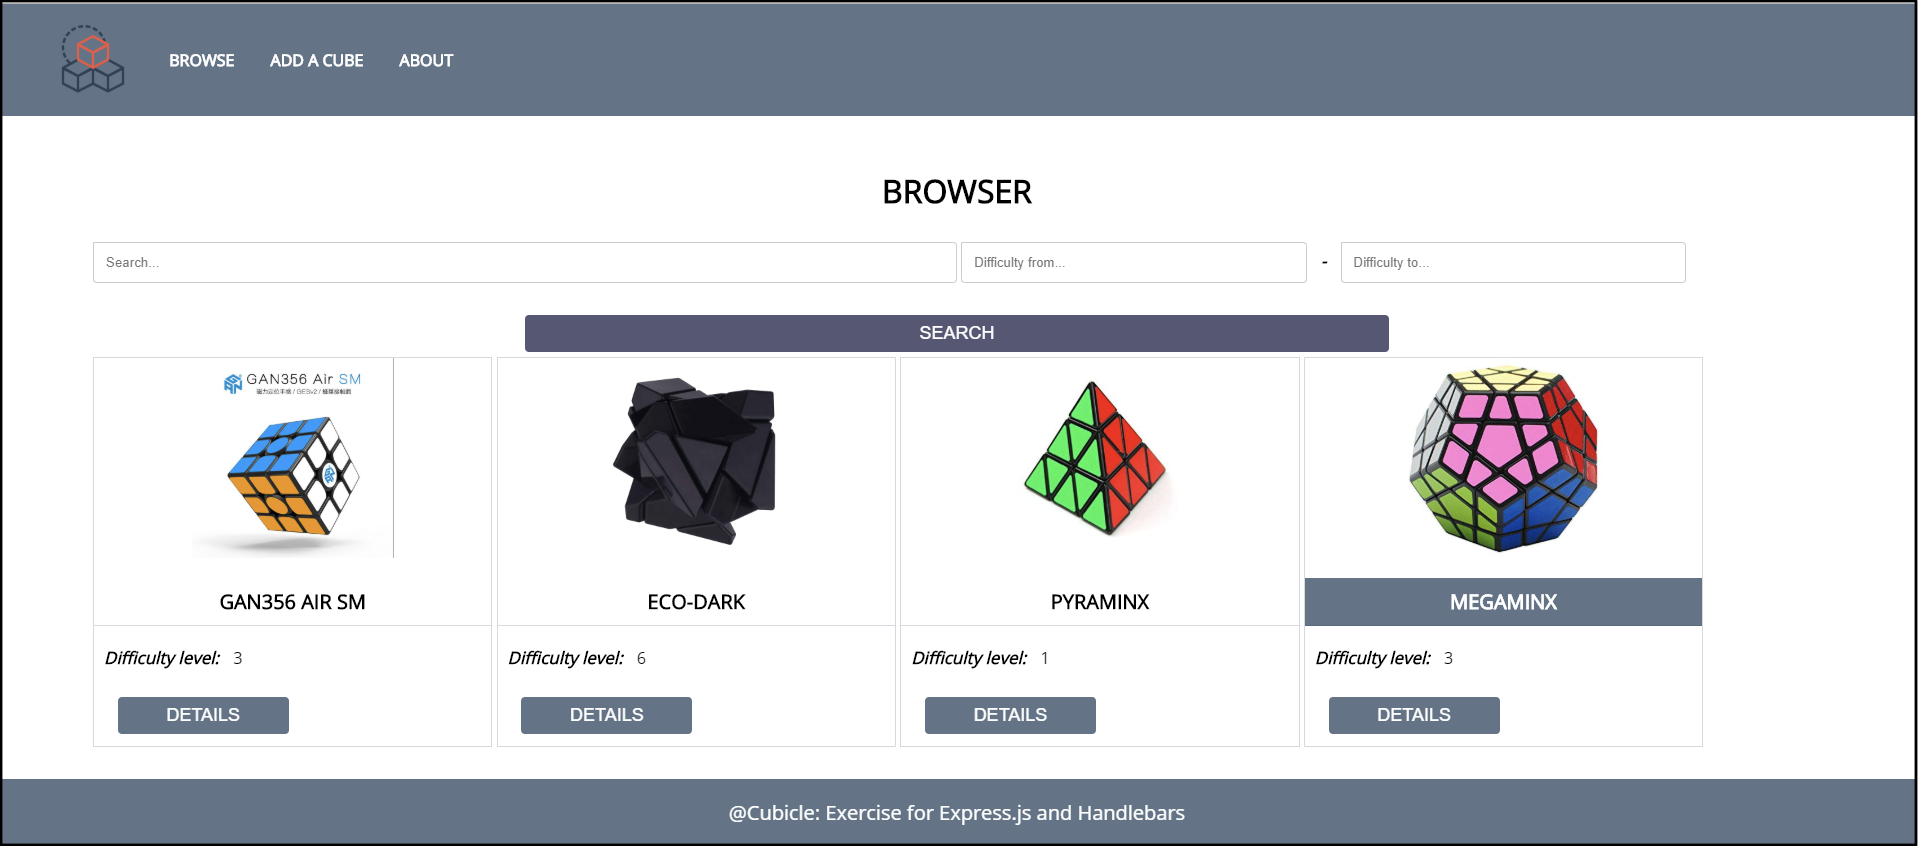 BROWSE ADD A CUBE ABOUT
BROWSER
Search...
Difficulty from...
-
Difficulty to...
SEARCH
GAN356 Air SM
GAN356 AIR SM
Difficulty level: 3
DETAILS
ECO-DARK
Difficulty level: 6
DETAILS
PYRAMINX
Difficulty level: 1
DETAILS
MEGAMINX
Difficulty level: 3
DETAILS
@Cubicle: Exercise for Express.js and Handlebars